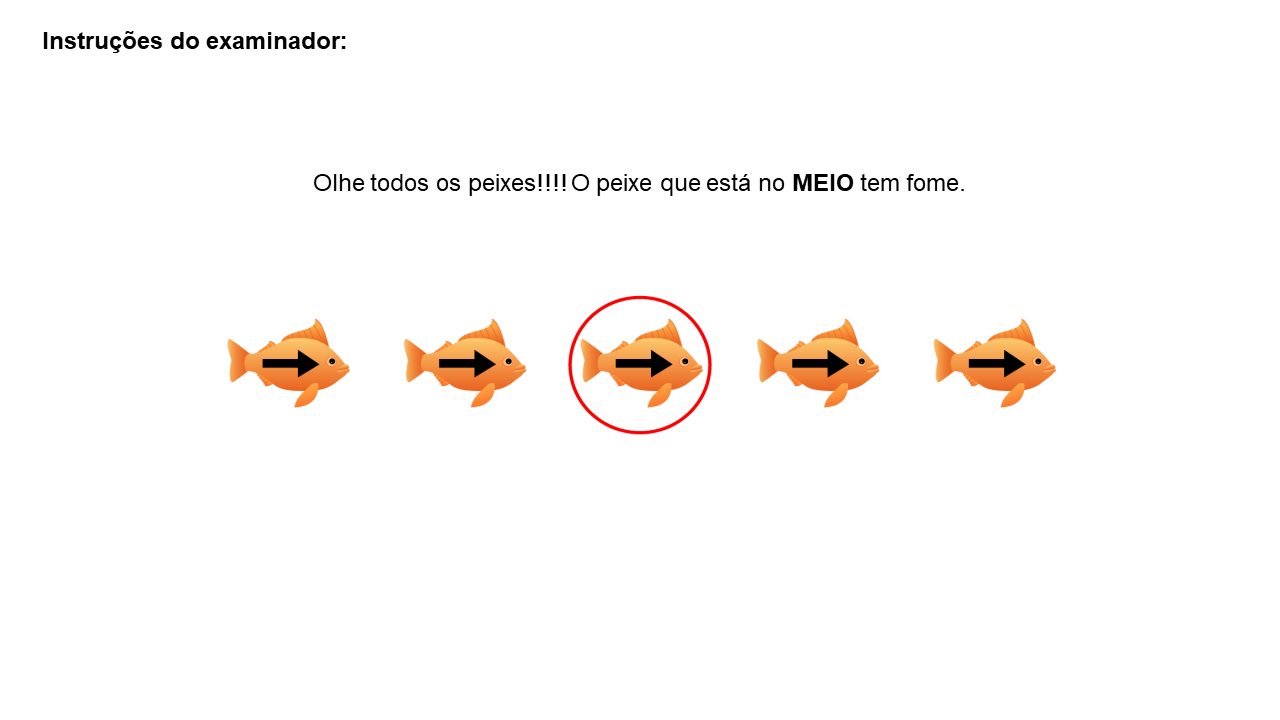 Instruções do examinador:
Olhe todos os peixes!!!! O peixe que está no MEIO tem fome.